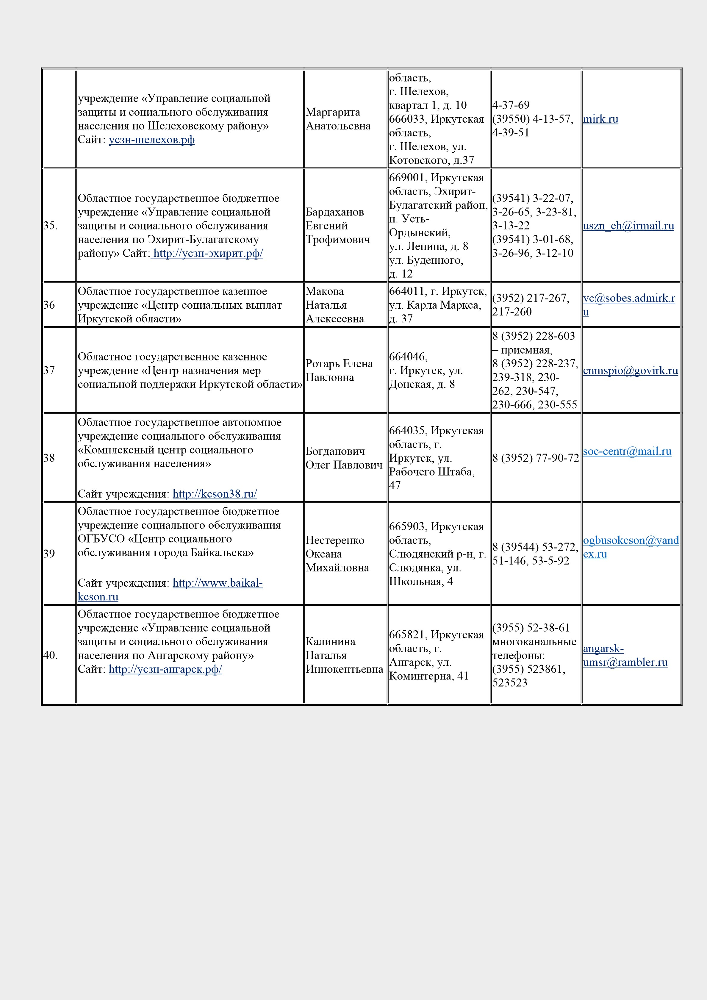 учреждение «Управление социальной
защиты и социального обслуживания
населения по Шелеховскому району»
Сайт: усзн-шелехов.рф
Маргарита
Анатольевна
область,
г. Шелехов,
квартал 1, д. 10
666033, Иркутская
область,
г. Шелехов, ул.
Котовского, д.37
4-37-69
(39550) 4-13-57,
4-39-51
mirk.ru
35.
Областное государственное бюджетное
учреждение «Управление социальной
защиты и социального обслуживания
населения по Эхирит-Булагатскому
району» Сайт: http://усзн-эхирит.рф/
Бардаханов
Евгений
Трофимович
669001, Иркутская
область, Эхирит-
Булагатский район,
п. Усть-
Ордынский,
ул. Ленина, д. 8
ул. Буденного,
д. 12
(39541) 3-22-07,
3-26-65, 3-23-81,
3-13-22
(39541) 3-01-68,
3-26-96, 3-12-10
uszn_eh@irmail.ru
36
Областное государственное казенное
учреждение «Центр социальных выплат
Иркутской области»
Макова
Наталья
Алексеевна
664011, г. Иркутск,
ул. Карла Маркса,
д. 37
(3952) 217-267,
217-260
vc@sobes.admirk.r
u
37
Областное государственное казенное
учреждение «Центр назначения мер
социальной поддержки Иркутской области»
Ротарь Елена
Павловна
664046,
г. Иркутск, ул.
Донская, д. 8
8 (3952) 228-603
– приемная,
8 (3952) 228-237,
239-318, 230-
262, 230-547,
230-666, 230-555
cnmspio@govirk.ru
38
Областное государственное автономное
учреждение социального обслуживания
«Комплексный центр социального
обслуживания населения»
Сайт учреждения: http://kcson38.ru/
Богданович
Олег Павлович
664035, Иркутская
область, г.
Иркутск, ул.
Рабочего Штаба,
47
8 (3952) 77-90-72
soc-centr@mail.ru
39
Областное государственное бюджетное
учреждение социального обслуживания
ОГБУСО «Центр социального
обслуживания города Байкальска»
Сайт учреждения: http://www.baikal-
kcson.ru
Нестеренко
Оксана
Михайловна
665903, Иркутская
область,
Слюдянский р-н, г.
Слюдянка, ул.
Школьная, 4
8 (39544) 53-272,
51-146, 53-5-92
ogbusokcson@yand
ex.ru
40.
Областное государственное бюджетное
учреждение «Управление социальной
защиты и социального обслуживания
населения по Ангарскому району»
Сайт: http://усзн-ангарск.рф/
Калинина
Наталья
Иннокентьевна
665821, Иркутская
область, г.
Ангарск, ул.
Коминтерна, 41
(3955) 52-38-61
многоканальные
телефоны:
(3955) 523861,
523523
angarsk-
umsr@rambler.ru